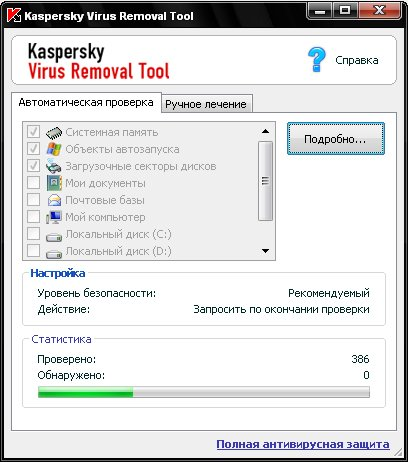 Kaspersky Virus Removal Tool
Kaspersky
Virus Removal Tool
Справка
Автоматическая проверка
Ручное лечение
Системная память
Объекты автозапуска
Загрузочные секторы дисков
Мои документы
Почтовые базы
Мой компьютер
Локальный диск (C:)
Локальный диск (D:)
Подробно...
Настройка
Уровень безопасности: Рекомендуемый
Действие: Запросить по окончании проверки
Статистика
Проверено: 386
Обнаружено: 0
Полная антивирусная защита